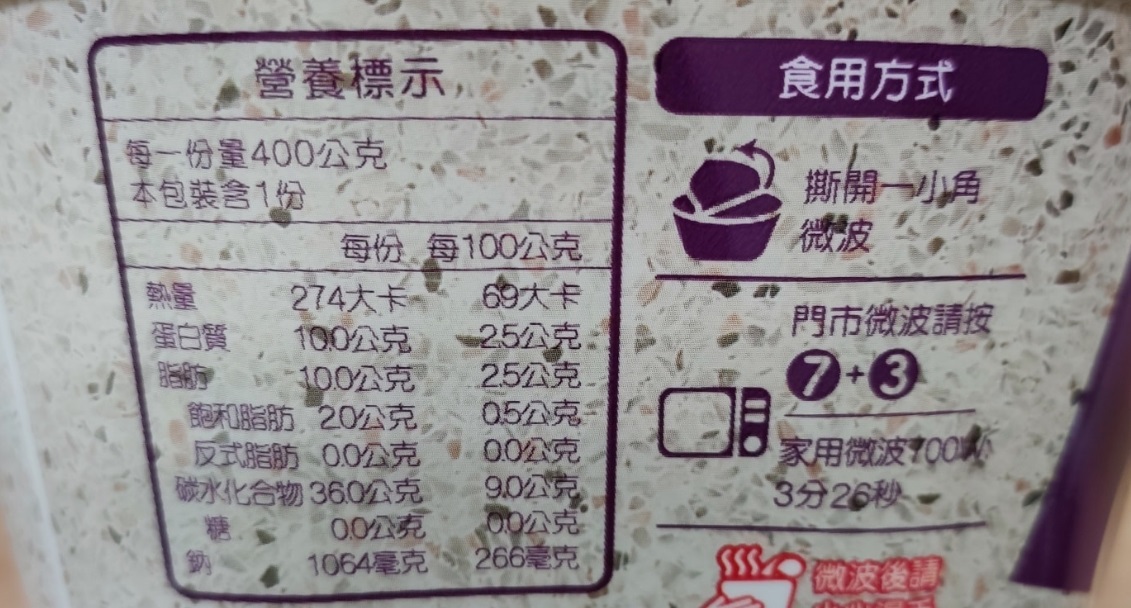 營養標示
每一份量400公克
本包裝含1份
每份 每100公克
熱量 274大卡 69大卡
蛋白質 10.0公克 2.5公克
脂肪 10.0公克 2.5公克
飽和脂肪 2.0公克 0.5公克
反式脂肪 0.0公克 0.0公克
碳水化合物 36.0公克 9.0公克
糖 0.0公克 0.0公克
鈉 1064毫克 266毫克
食用方式
撕開一小角
微波
門市微波請按
7+3
家用微波700W
3分26秒
微波後請